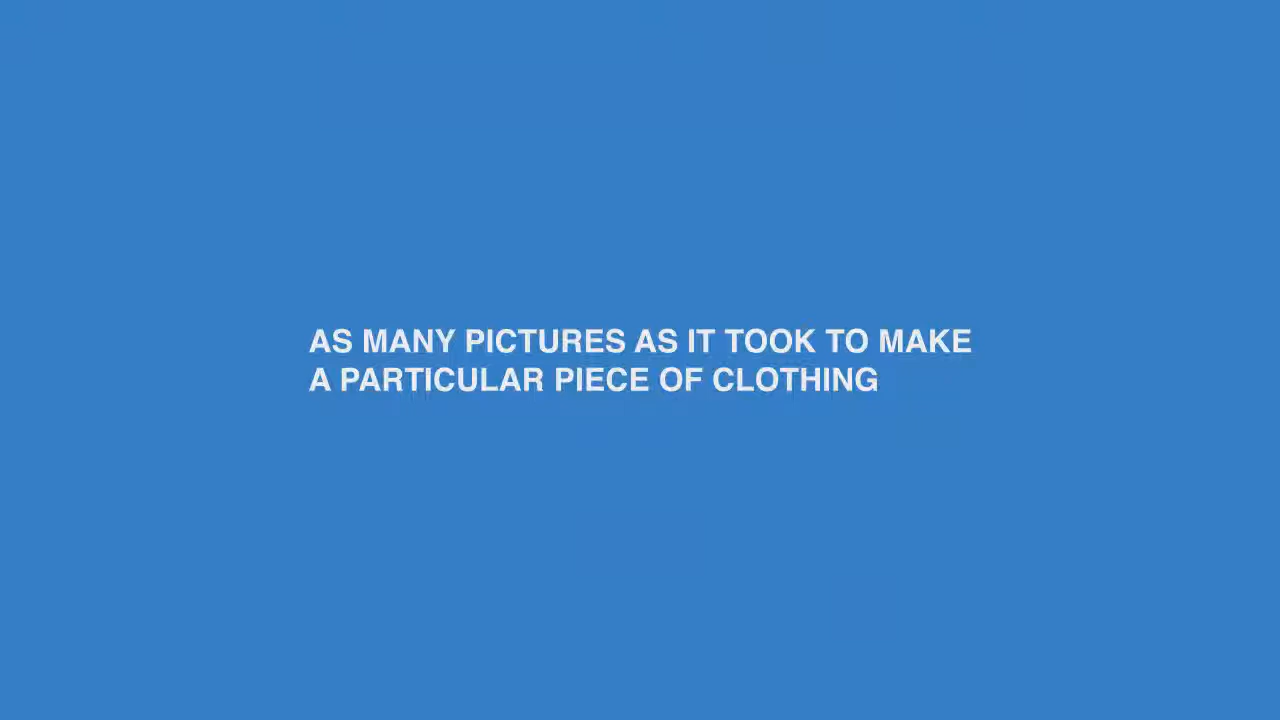 AS MANY PICTURES AS IT TOOK TO MAKE
A PARTICULAR PIECE OF CLOTHING